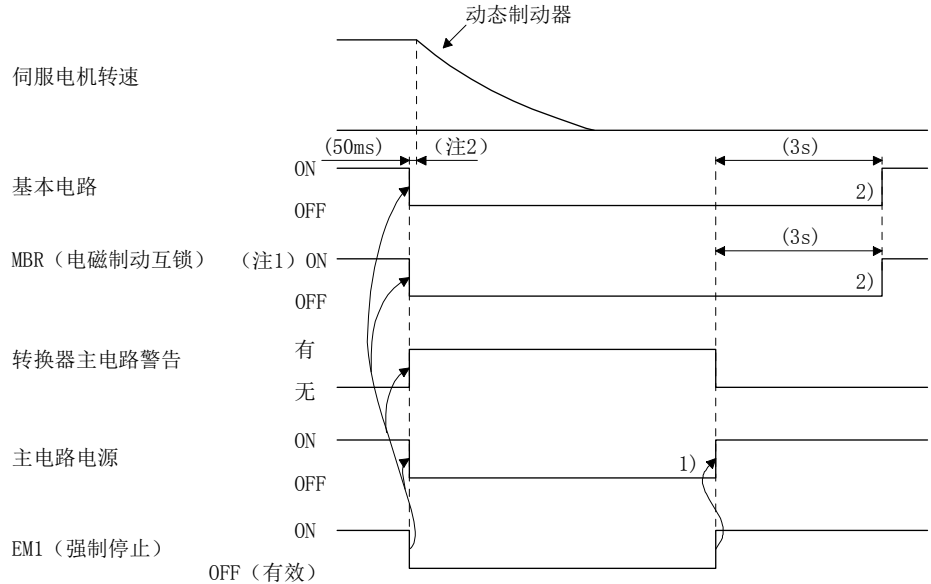 动态制动器
伺服电机转速
(50ms) （注2） (3s)
ON
基本电路
OFF 2)
(3s)
MBR（电磁制动互锁） （注1）ON
OFF 2)
有
转换器主电路警告
无
ON
主电路电源 1)
OFF
ON
EM1（强制停止）
OFF（有效）